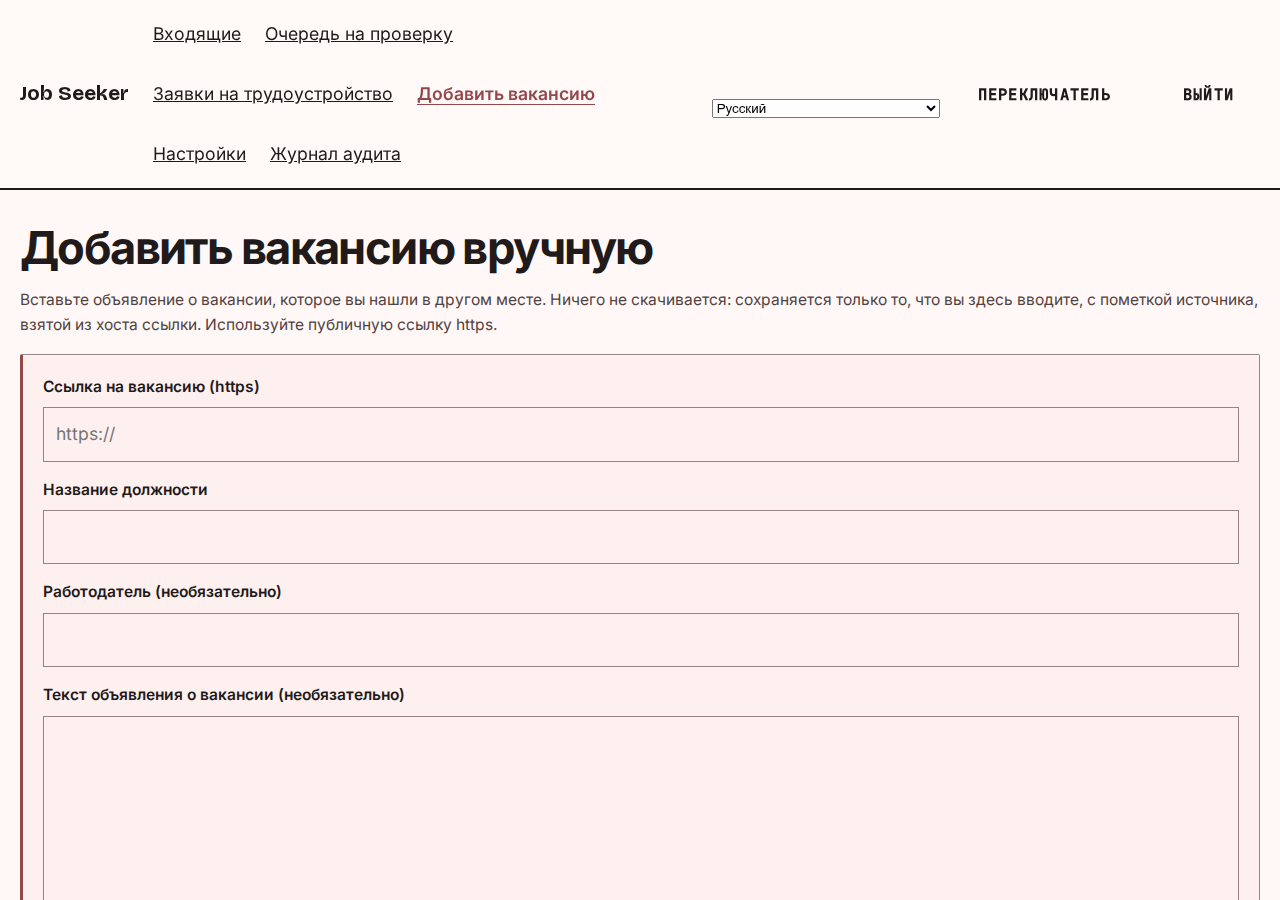 Входящие Очередь на проверку
Job Seeker Заявки на трудоустройство Добавить вакансию Русский ПЕРЕКЛЮЧАТЕЛЬ ВЫЙТИ
Настройки Журнал аудита
Добавить вакансию вручную
Вставьте объявление о вакансии, которое вы нашли в другом месте. Ничего не скачивается: сохраняется только то, что вы здесь вводите, с пометкой источника,
взятой из хоста ссылки. Используйте публичную ссылку https.
Ссылка на вакансию (https)
https://
Название должности
Работодатель (необязательно)
Текст объявления о вакансии (необязательно)